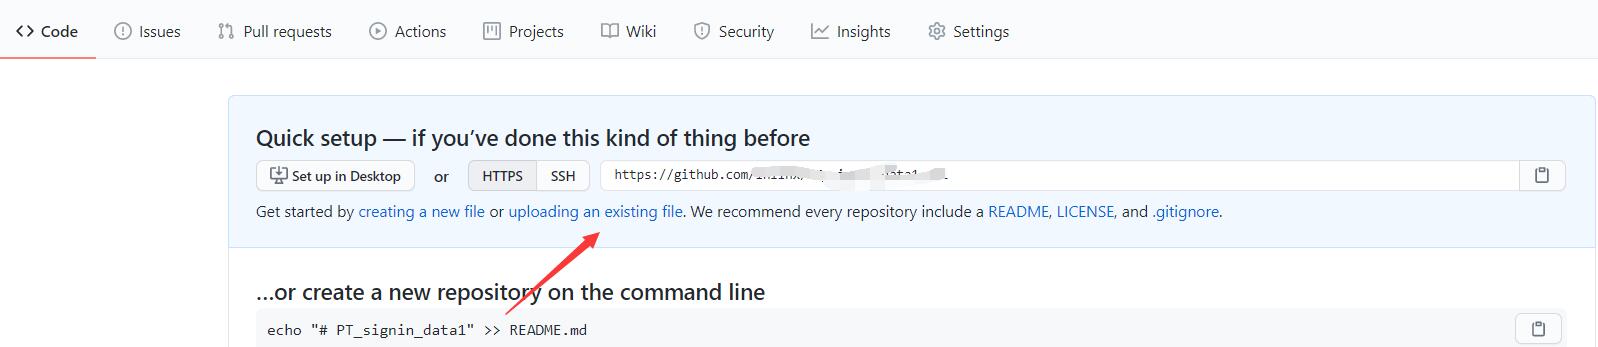 Code Issues Pull requests Actions Projects Wiki Security Insights Settings
Quick setup — if you’ve done this kind of thing before
Set up in Desktop or HTTPS SSH https://github.com/
Get started by creating a new file or uploading an existing file. We recommend every repository include a README, LICENSE, and .gitignore.
...or create a new repository on the command line
echo "# PT_signin_data1" >> README.md